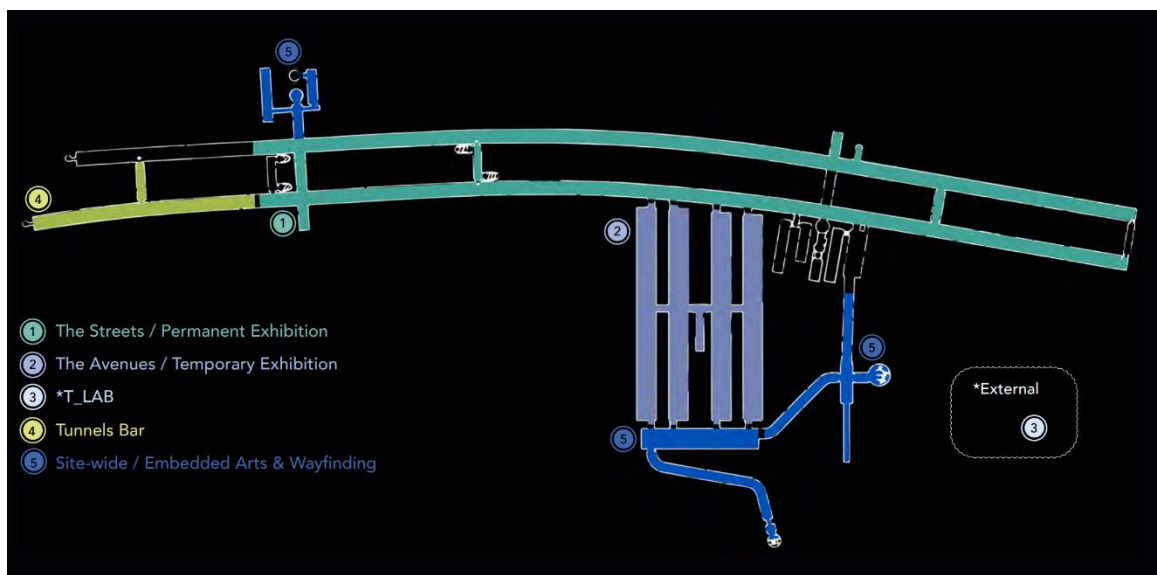 5
4
1
2
1 The Streets / Permanent Exhibition
2 The Avenues / Temporary Exhibition
3 *T_LAB
4 Tunnels Bar
5 Site-wide / Embedded Arts & Wayfinding
5
5
*External
3